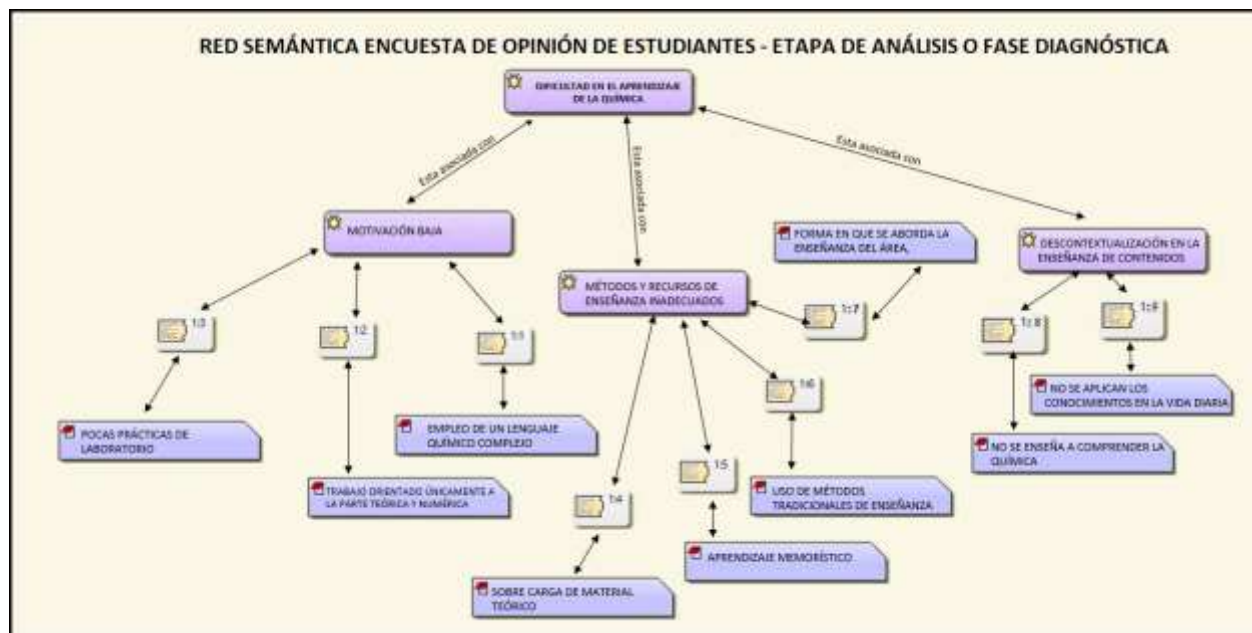 RED SEMÁNTICA ENCUESTA DE OPINIÓN DE ESTUDIANTES - ETAPA DE ANÁLISIS O FASE DIAGNÓSTICA
DIFICULTAD EN EL APRENDIZAJE
DE LA QUÍMICA
Esta asociada con
Esta asociada con
Esta asociada con
MOTIVACIÓN BAJA
FORMA EN QUE SE ABORDA LA
ENSEÑANZA DEL ÁREA,
DESCONTEXTUALIZACIÓN EN LA
ENSEÑANZA DE CONTENIDOS
MÉTODOS Y RECURSOS DE
ENSEÑANZA INADECUADOS
1:3
1:2
1:1
1:7
1:8
1:9
1:6
NO SE APLICAN LOS
CONOCIMIENTOS EN LA VIDA DIARIA
POCAS PRÁCTICAS DE
LABORATORIO
EMPLEO DE UN LENGUAJE
QUÍMICO COMPLEJO
NO SE ENSEÑA A COMPRENDER LA
QUÍMICA
1:5
TRABAJO ORIENTADO ÚNICAMENTE A
LA PARTE TEÓRICA Y NUMÉRICA
1:4
USO DE MÉTODOS
TRADICIONALES DE ENSEÑANZA
APRENDIZAJE MEMORÍSTICO
SOBRE CARGA DE MATERIAL
TEÓRICO